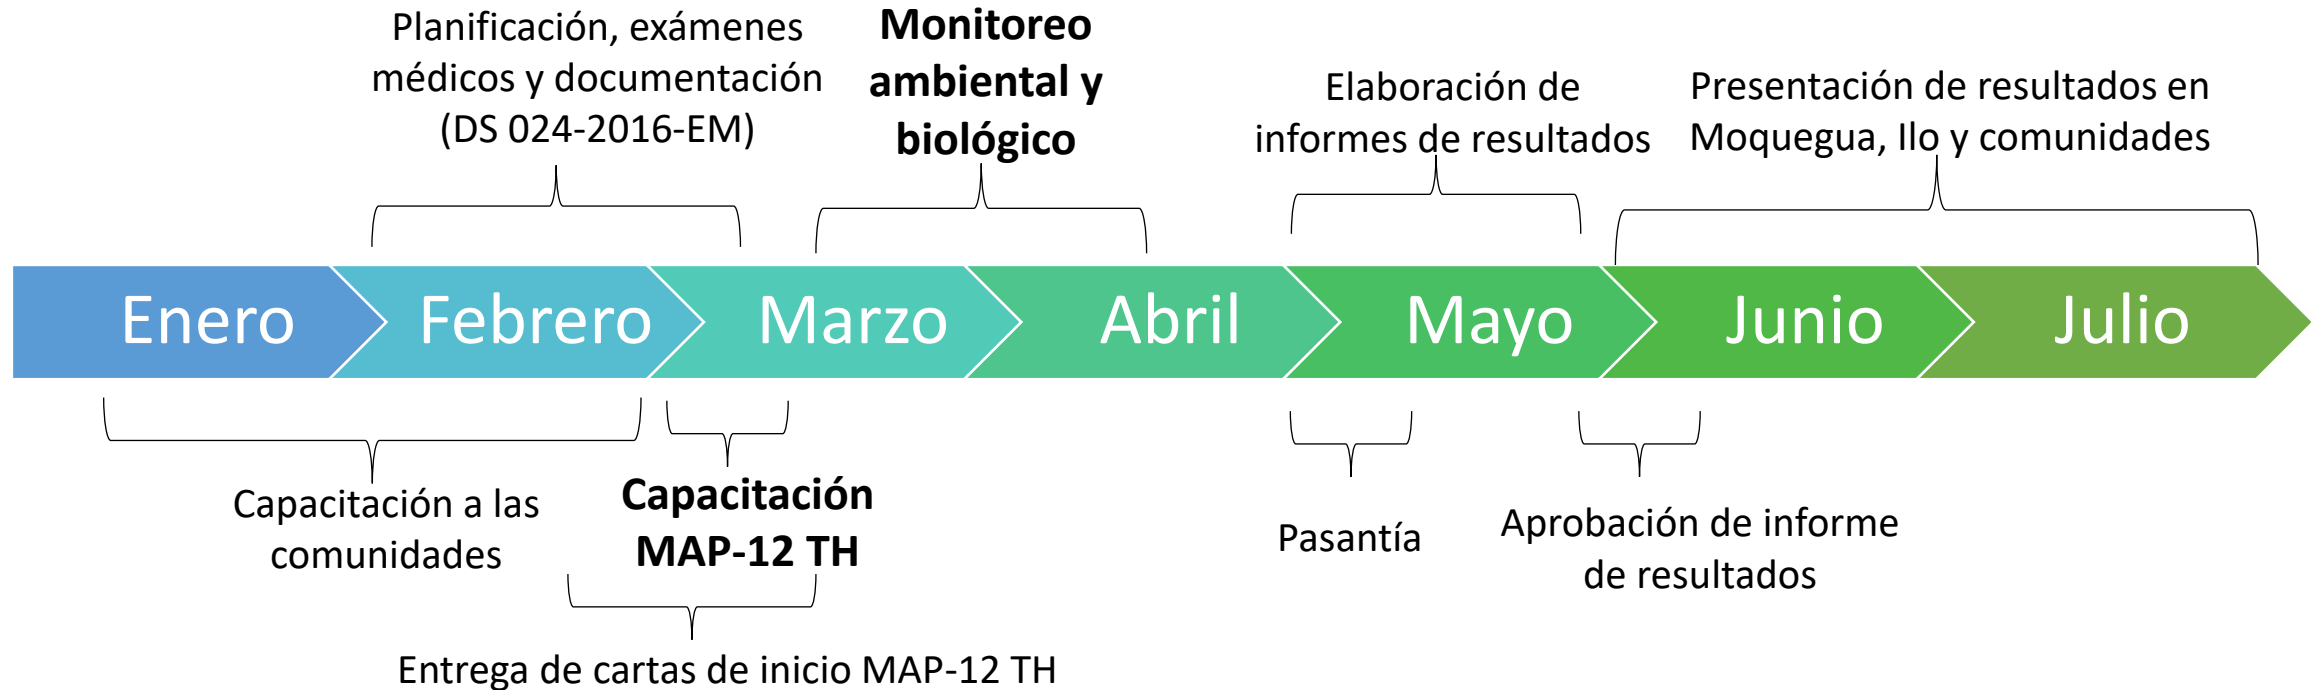 Planificación, exámenes
médicos y documentación
(DS 024-2016-EM)
Monitoreo
ambiental y
biológico
Elaboración de
informes de resultados
Presentación de resultados en
Moquegua, Ilo y comunidades
Enero
Febrero
Marzo
Abril
Mayo
Junio
Julio
Capacitación a las
comunidades
Capacitación
MAP-12 TH
Pasantía
Aprobación de informe
de resultados
Entrega de cartas de inicio MAP-12 TH